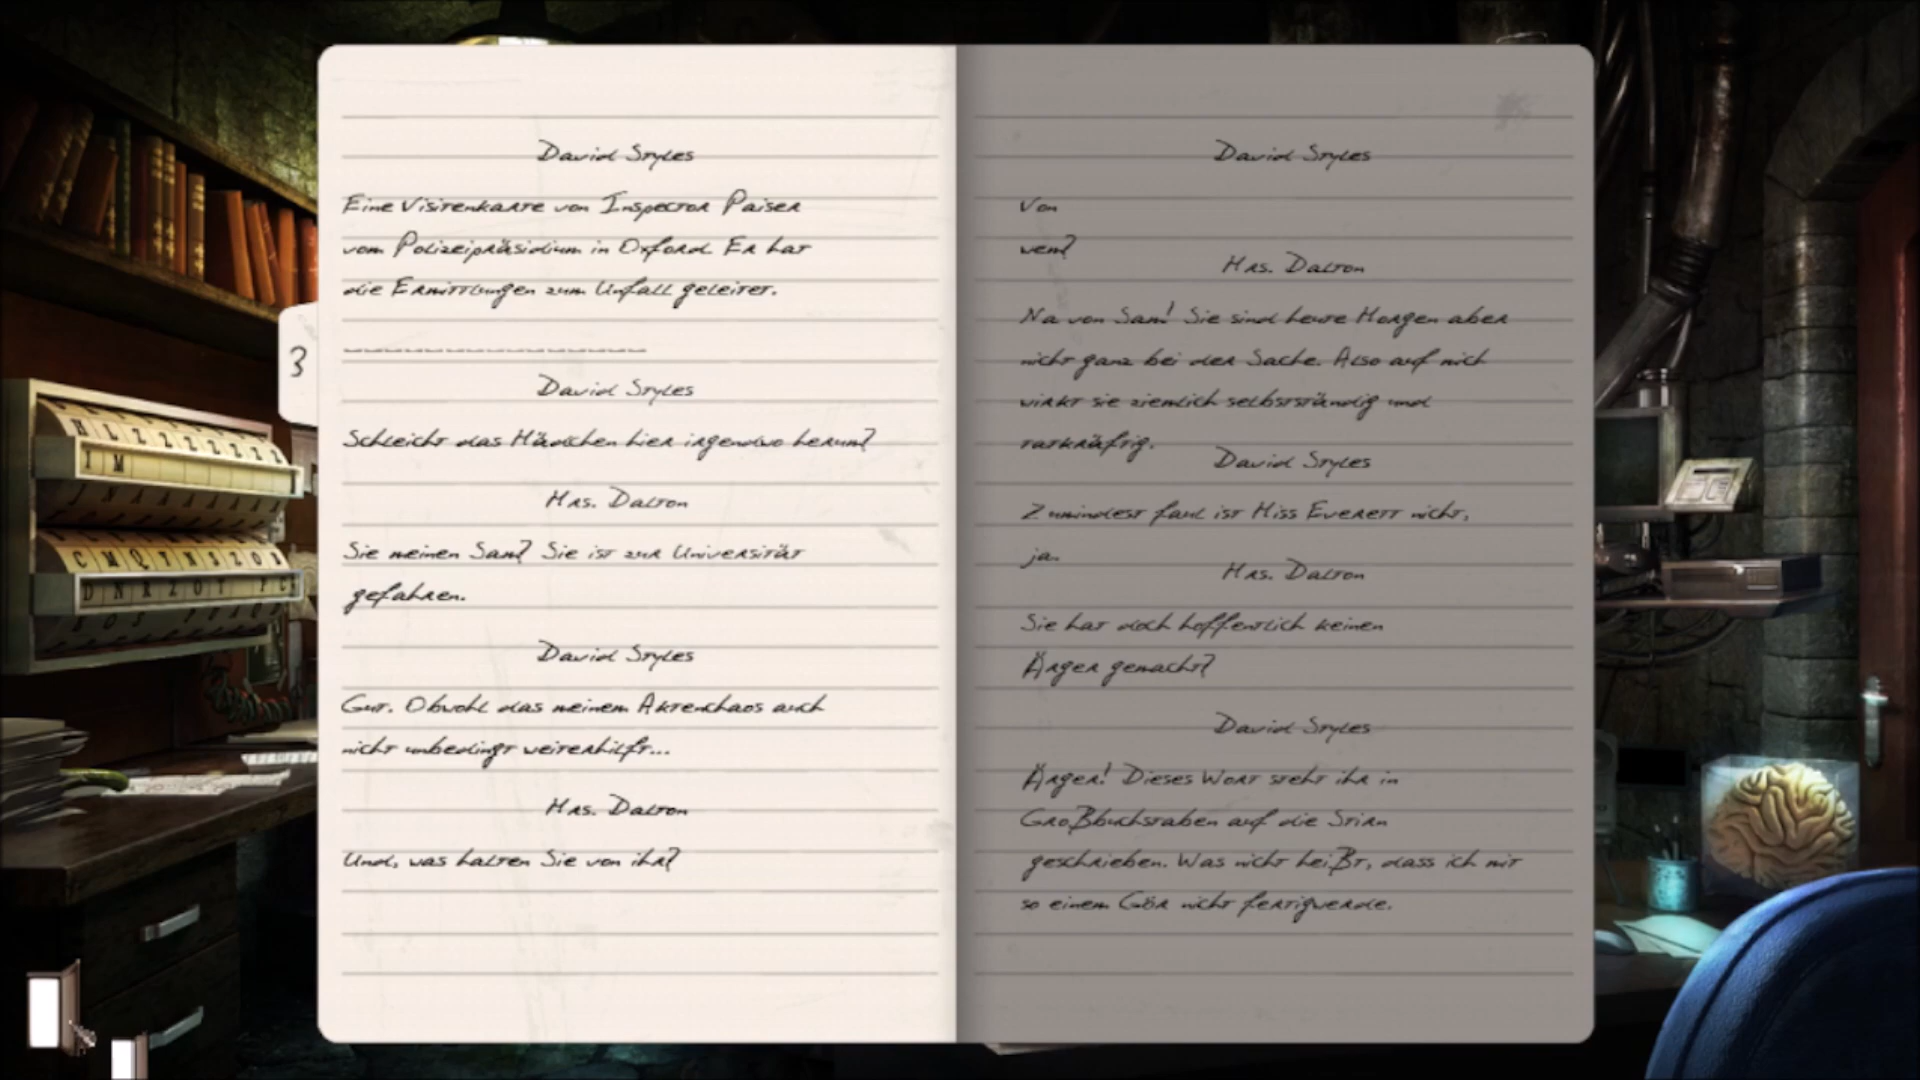 David Styles
Eine Visitenkarte von Inspector Paiser
vom Polizeipräsidium in Oxford. Er hat
die Ermittlungen zum Unfall geleitet.
3
David Styles
Schleicht das Mädchen hier irgendwo herum?
Mrs. Dalton
Sie meinen Sam? Sie ist zur Universität
gefahren.
David Styles
Gut. Obwohl das meinem Aktenchaos auch
nicht unbedingt weiterhilft...
Mrs. Dalton
Und, was halten Sie von ihr?
David Styles
Von
wem?
Mrs. Dalton
Na von Sam! Sie sind heute Morgen aber
nicht ganz bei der Sache. Also auf mich
wirkt sie ziemlich selbstständig und
tatkräftig.
David Styles
Zumindest faul ist Miss Everett nicht,
ja.
Mrs. Dalton
Sie hat doch hoffentlich keinen
Ärger gemacht?
David Styles
Ärger! Dieses Wort steht ihr in
Großbuchstaben auf die Stirn
geschrieben. Was nicht heißt, dass ich mit
so einem Gör nicht fertigwerde.